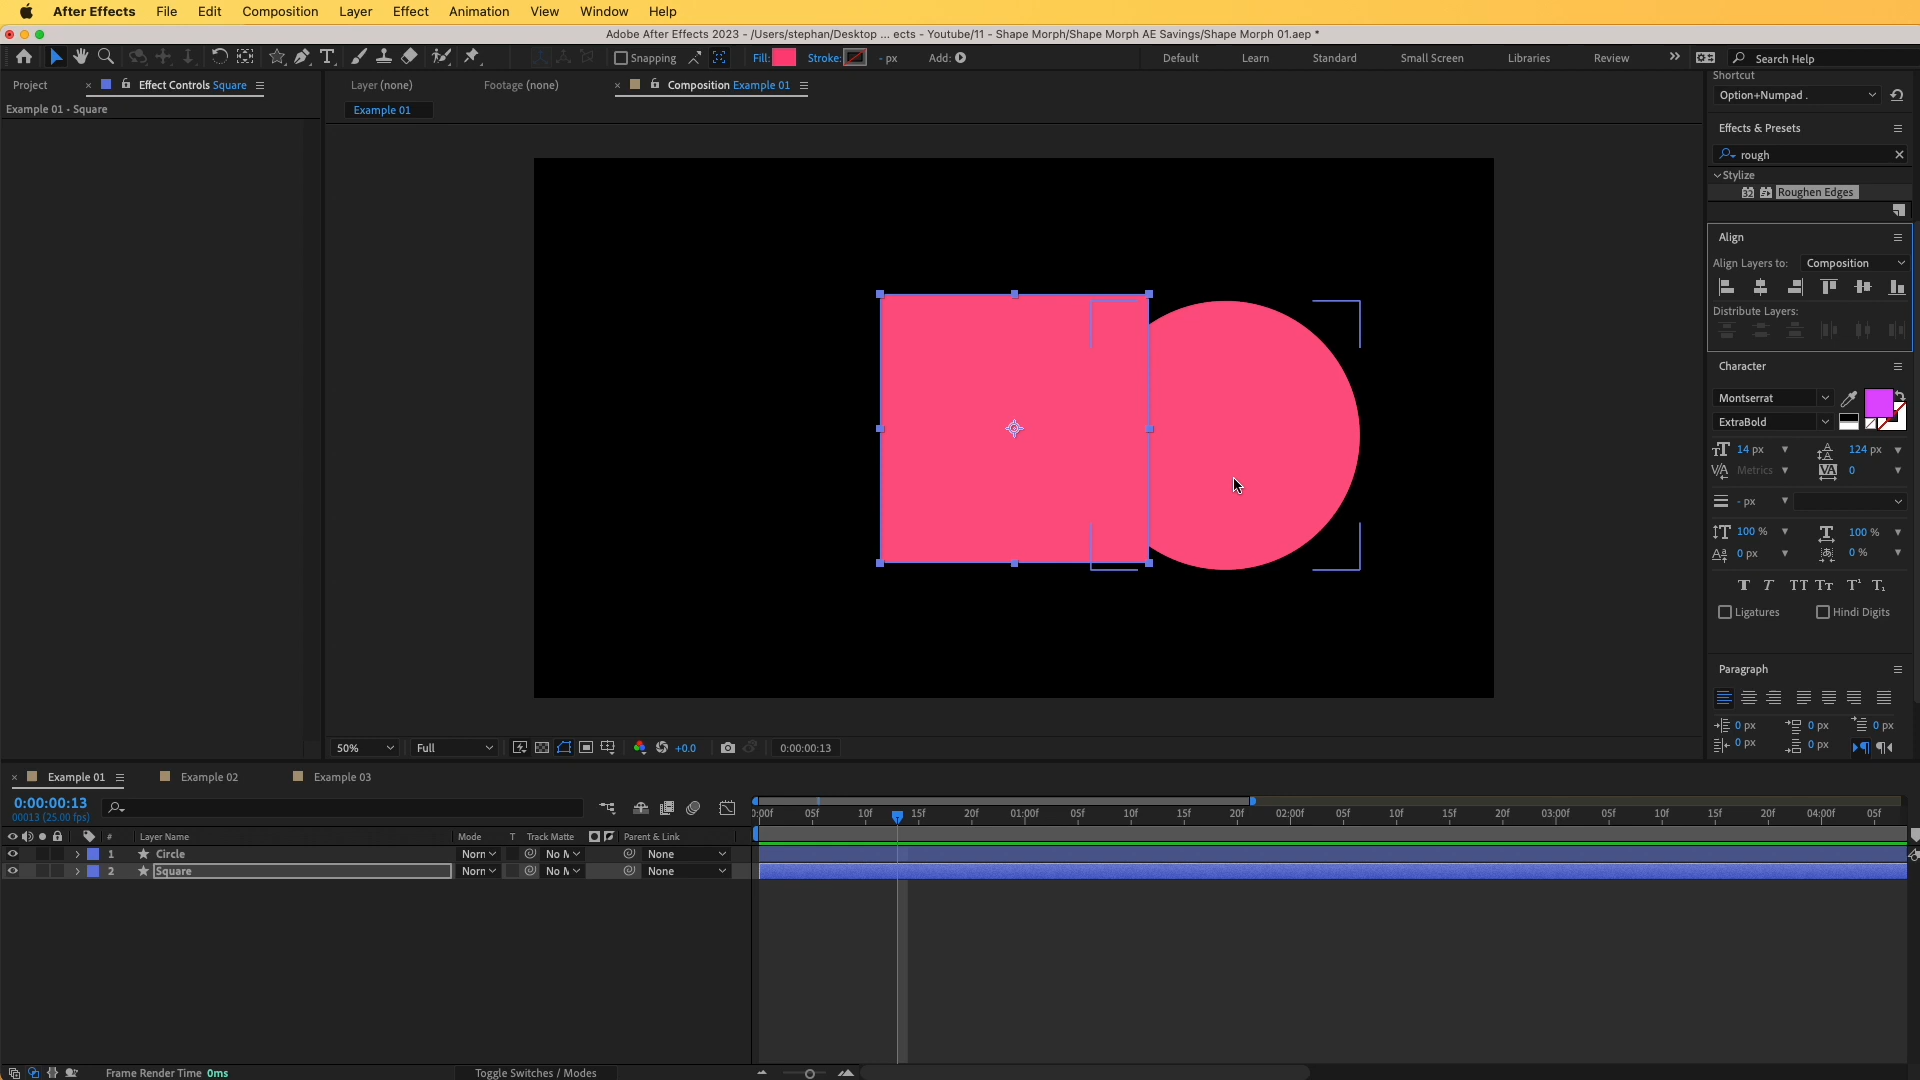 After Effects File Edit Composition Layer Effect Animation View Window Help
Adobe After Effects 2023 - /Users/stephan/Desktop ... ects - Youtube/11 - Shape Morph/Shape Morph AE Savings/Shape Morph 01.aep *
Snapping Fill: Stroke: - px Add: Default Learn Standard Small Screen Libraries Review Search Help
Project Effect Controls Square Layer (none) Footage (none) Composition Example 01
Example 01 - Square
Example 01
Shortcut
Option+Numpad .
Effects & Presets
rough
Stylize
32 Roughen Edges
Align
Align Layers to: Composition
Distribute Layers:
Character
Montserrat
ExtraBold
14 px 124 px
Metrics 0
- px
100 % 100 %
0 px 0 %
T T TT Tт T¹ T₁
Ligatures Hindi Digits
Paragraph
0 px 0 px 0 px
0 px 0 px
50% Full +0.0 0:00:00:13
Example 01 Example 02 Example 03
0:00:00:13
00013 (25.00 fps)
:00f 05f 10f 15f 20f 01:00f 05f 10f 15f 20f 02:00f 05f 10f 15f 20f 03:00f 05f 10f 15f 20f 04:00f 05f
# Layer Name Mode T Track Matte Parent & Link
1 Circle Norn No M None
2 Square Norn No M None
Frame Render Time 0ms Toggle Switches / Modes